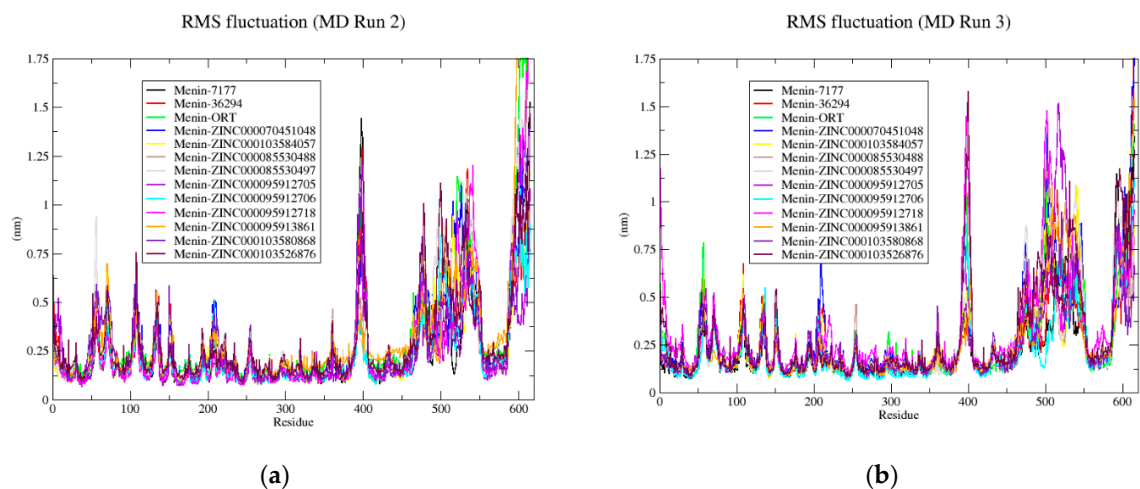 RMS fluctuation (MD Run 2)
1.75
1.5
1.25
1
0.75
0.5
0.25
0
(nm)
Menin-7177
Menin-36294
Menin-ORT
Menin-ZINC000070451048
Menin-ZINC000103584057
Menin-ZINC000085530488
Menin-ZINC000085530497
Menin-ZINC000095912705
Menin-ZINC000095912706
Menin-ZINC000095912718
Menin-ZINC000095913861
Menin-ZINC000103580868
Menin-ZINC000103526876
0 100 200 300 400 500 600
Residue
(a)
RMS fluctuation (MD Run 3)
1.75
1.5
1.25
1
0.75
0.5
0.25
0
(nm)
Menin-7177
Menin-36294
Menin-ORT
Menin-ZINC000070451048
Menin-ZINC000103584057
Menin-ZINC000085530488
Menin-ZINC000085530497
Menin-ZINC000095912705
Menin-ZINC000095912706
Menin-ZINC000095912718
Menin-ZINC000095913861
Menin-ZINC000103580868
Menin-ZINC000103526876
0 100 200 300 400 500 600
Residue
(b)